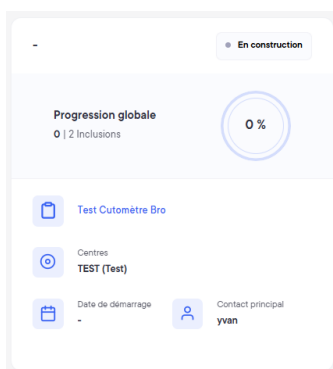 -
En construction
Progression globale
0 | 2 Inclusions
0 %
Test Cutomètre Bro
Centres
TEST (Test)
Date de démarrage
-
Contact principal
yvan